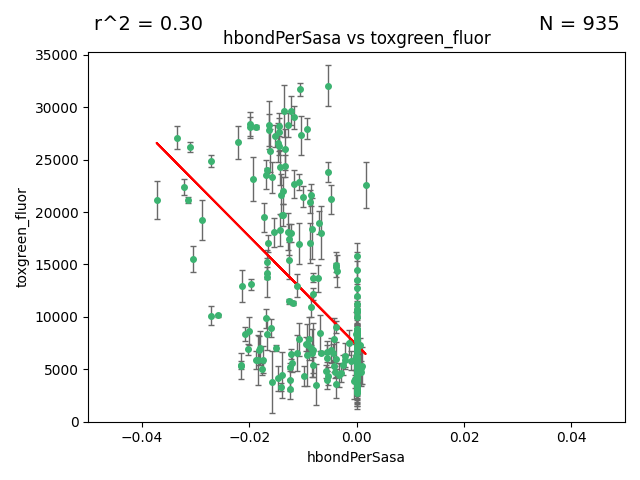 r^2 = 0.30
N = 935
hbondPerSasa vs toxgreen_fluor
toxgreen_fluor
35000
30000
25000
20000
15000
10000
5000
0
−0.04
−0.02
0.00
0.02
0.04
hbondPerSasa